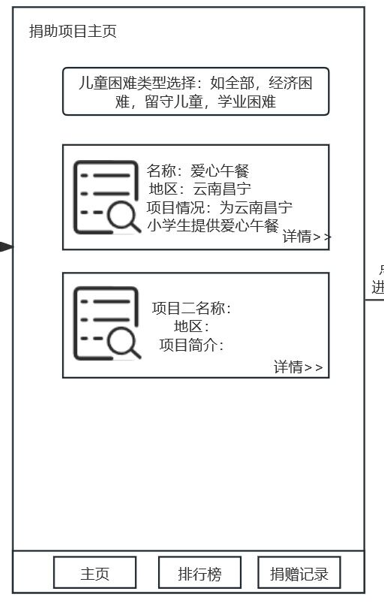 捐助项目主页
儿童困难类型选择：如全部，经济困
难，留守儿童，学业困难
名称：爱心午餐
地区：云南昌宁
项目情况：为云南昌宁
小学生提供爱心午餐
详情>>
项目二名称：
地区：
项目简介：
详情>>
进
主页
排行榜
捐赠记录